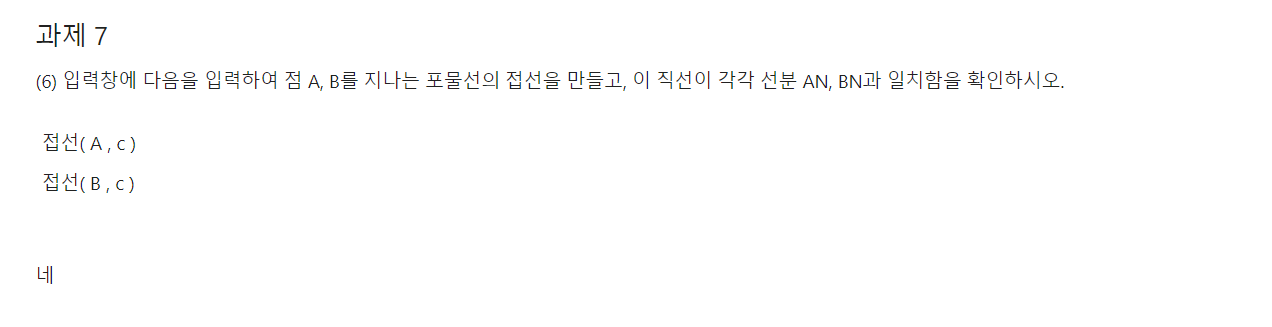 과제 7
(6) 입력창에 다음을 입력하여 점 A, B를 지나는 포물선의 접선을 만들고, 이 직선이 각각 선분 AN, BN과 일치함을 확인하시오.
접선( A , c )
접선( B , c )
네